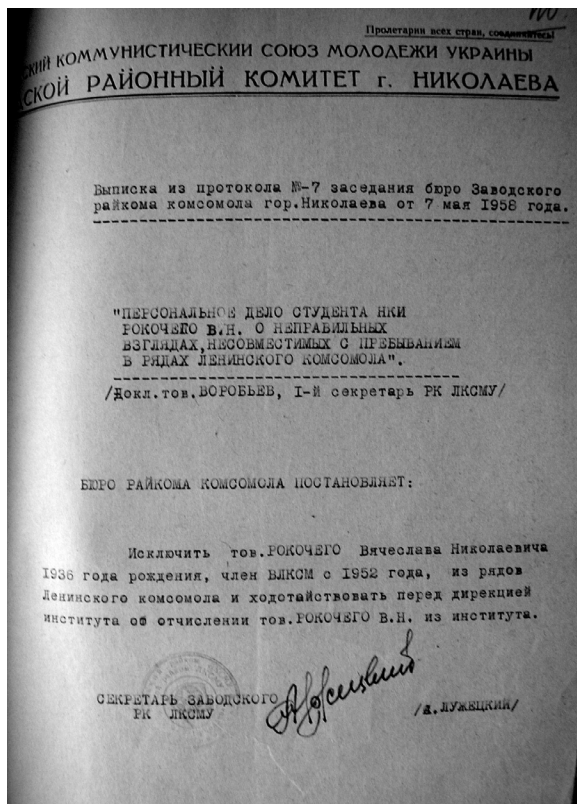 Пролетарии всех стран, соединяйтесь!
КОММУНИСТИЧЕСКИЙ СОЮЗ МОЛОДЕЖИ УКРАИНЫ
РАЙОННЫЙ КОМИТЕТ г. НИКОЛАЕВА
Выписка из протокола №-7 заседания бюро Заводского
райкома комсомола гор.Николаева от 7 мая 1958 года.
"ПЕРСОНАЛЬНОЕ ДЕЛО СТУДЕНТА НКИ
РОКОЧЕГО В.Н. О НЕПРАВИЛЬНЫХ
ВЗГЛЯДАХ,НЕСОВМЕСТИМЫХ С ПРЕБЫВАНИЕМ
В РЯДАХ ЛЕНИНСКОГО КОМСОМОЛА".
/Докл.тов.ВОРОБЬЕВ, I-й секретарь РК ЛКСМУ/
БЮРО РАЙКОМА КОМСОМОЛА ПОСТАНОВЛЯЕТ:
Исключить тов.РОКОЧЕГО Вячеслава Николаевича
1936 года рождения, член ВЛКСМ с 1952 года, из рядов
Ленинского комсомола и ходотайствовать перед дирекцией
института об отчислении тов.РОКОЧЕГО В.Н. из института.
СЕКРЕТАРЬ ЗАВОДСКОГО
РК ЛКСМУ
/А.ЛУЖЕЦКИЙ/